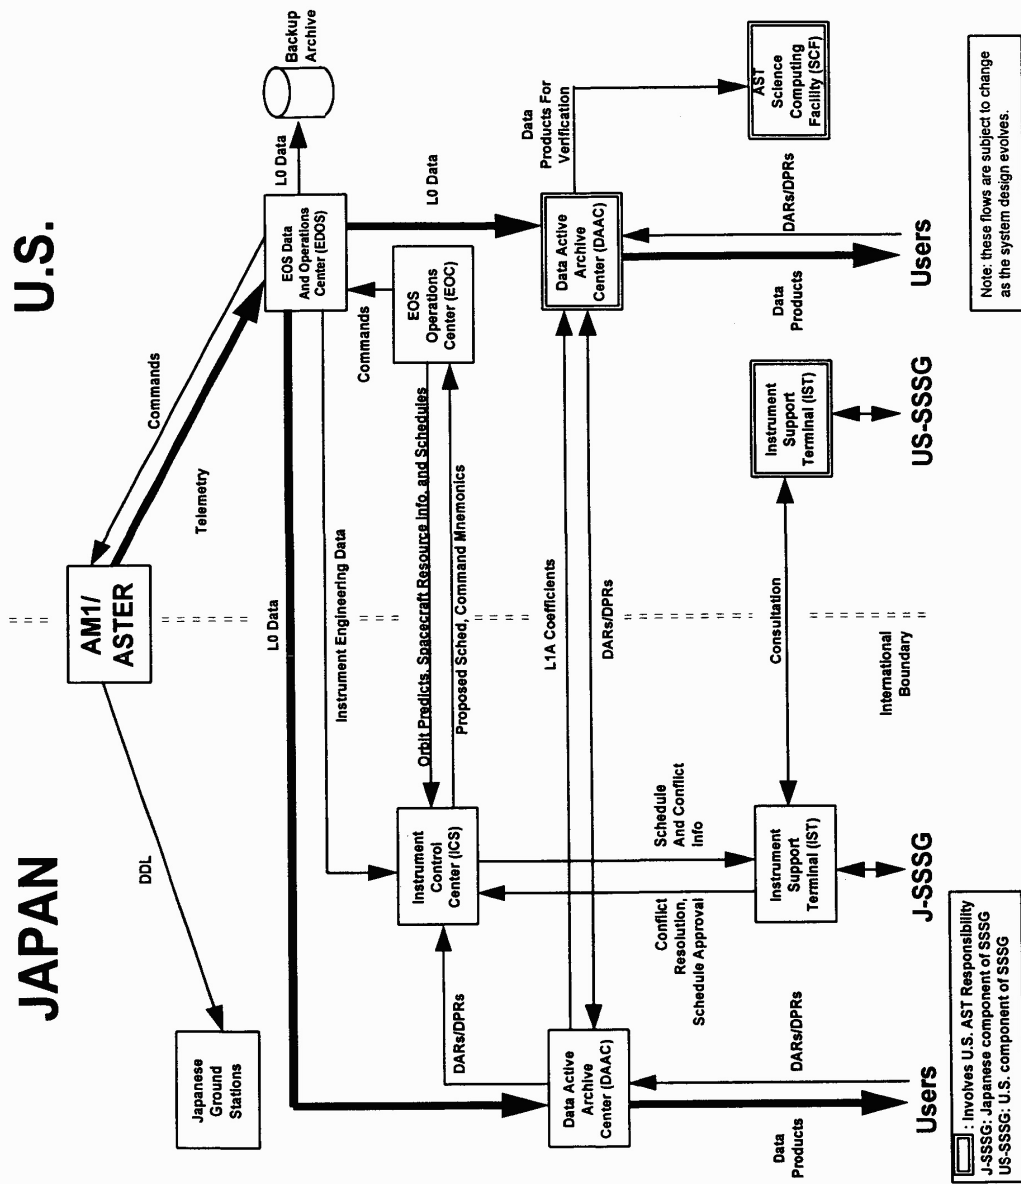 JAPAN
U.S.
AM1/
ASTER
DDL
Commands
Telemetry
Japanese
Ground
Stations
EOS Data
And Operations
Center (EDOS)
L0 Data
Backup
Archive
L0 Data
L0 Data
Instrument Engineering Data
Commands
EOS
Operations
Center (EOC)
Orbit Predicts, Spacecraft Resource Info, and Schedules
Proposed Sched, Command Mnemonics
Instrument
Control
Center (ICS)
DARs/DPRs
Data Active
Archive
Center (DAAC)
L1A Coefficients
DARs/DPRs
Data Active
Archive
Center (DAAC)
Data
Products For
Verification
AST
Science
Computing
Facility (SCF)
Conflict
Resolution,
Schedule Approval
Schedule
And Conflict
Info
Instrument
Support
Terminal (IST)
Consultation
Instrument
Support
Terminal (IST)
Data
Products
DARs/DPRs
Data
Products
DARs/DPRs
International
Boundary
Users
J-SSSG
US-SSSG
Users
: Involves U.S. AST Responsibility
J-SSSG: Japanese component of SSSG
US-SSSG: U.S. component of SSSG
Note: these flows are subject to change
as the system design evolves.